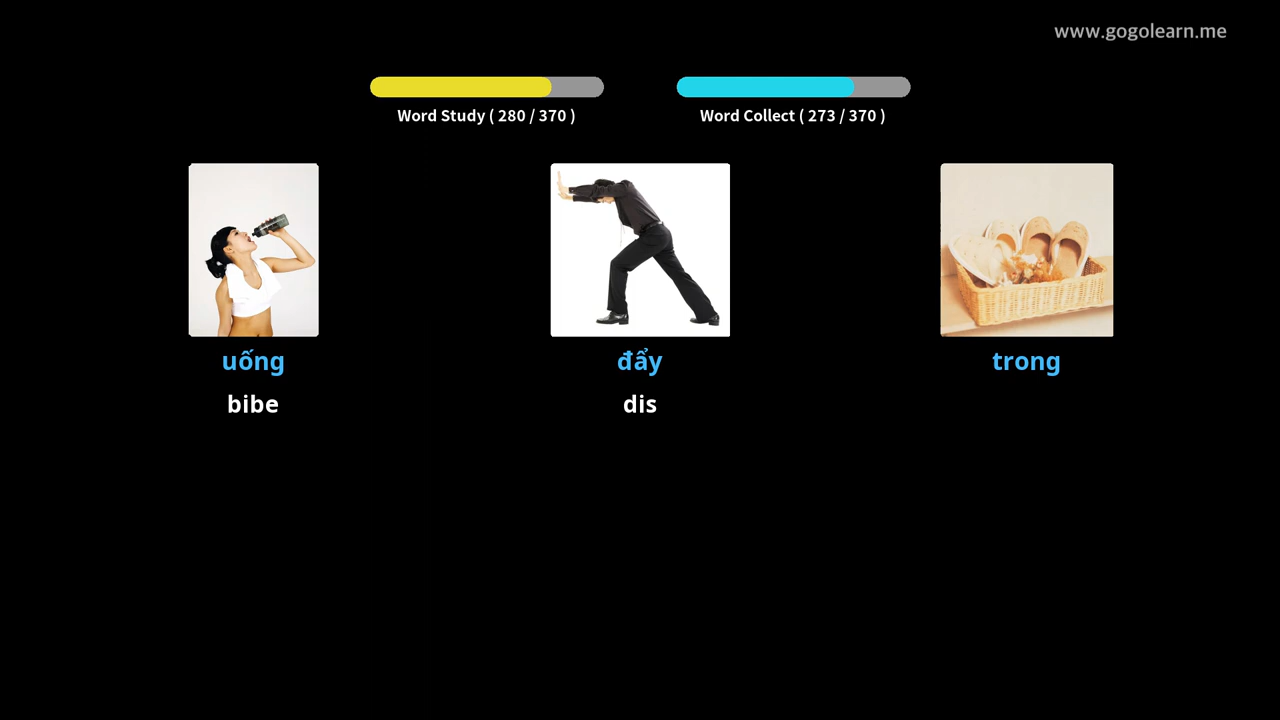 www.gogolearn.me
Word Study ( 280 / 370 )
Word Collect ( 273 / 370 )
uống
đẩy
trong
bibe
dis